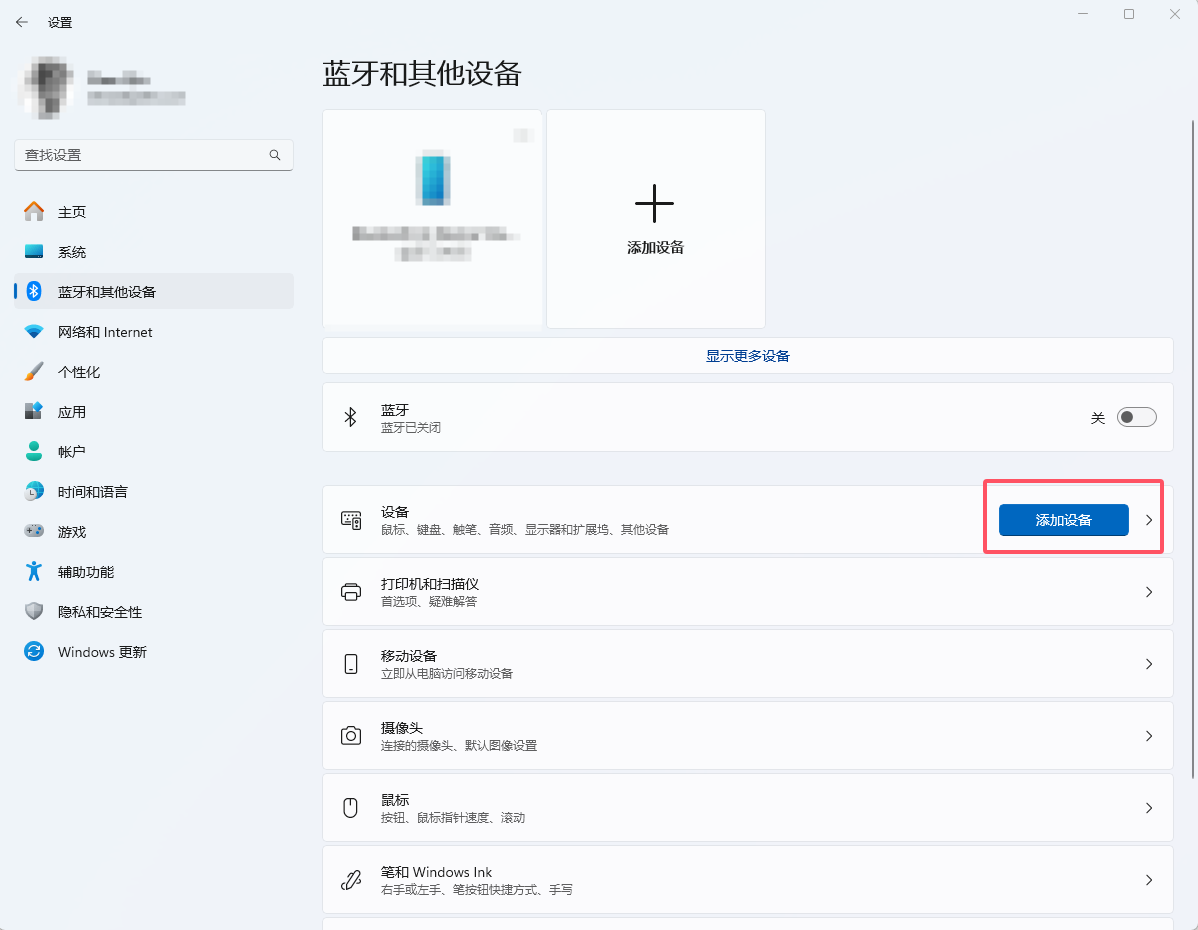 设置
查找设置
主页
系统
蓝牙和其他设备
网络和 Internet
个性化
应用
帐户
时间和语言
游戏
辅助功能
隐私和安全性
Windows 更新
蓝牙和其他设备
添加设备
显示更多设备
蓝牙
蓝牙已关闭
关
设备
鼠标、键盘、触笔、音频、显示器和扩展坞、其他设备
添加设备
打印机和扫描仪
首选项、疑难解答
移动设备
立即从电脑访问移动设备
摄像头
连接的摄像头、默认图像设置
鼠标
按钮、鼠标指针速度、滚动
笔和 Windows Ink
右手或左手、笔按钮快捷方式、手写